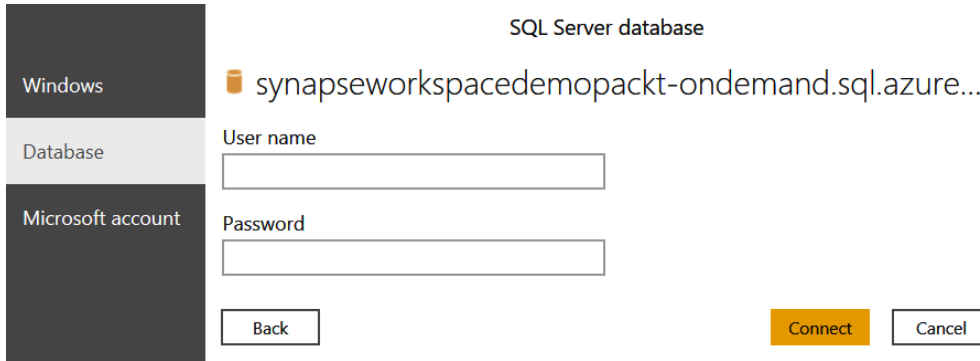 SQL Server database
Windows
Database
Microsoft account
synapseworkspacedemopackt-ondemand.sql.azure...
User name
Password
Back
Connect
Cancel